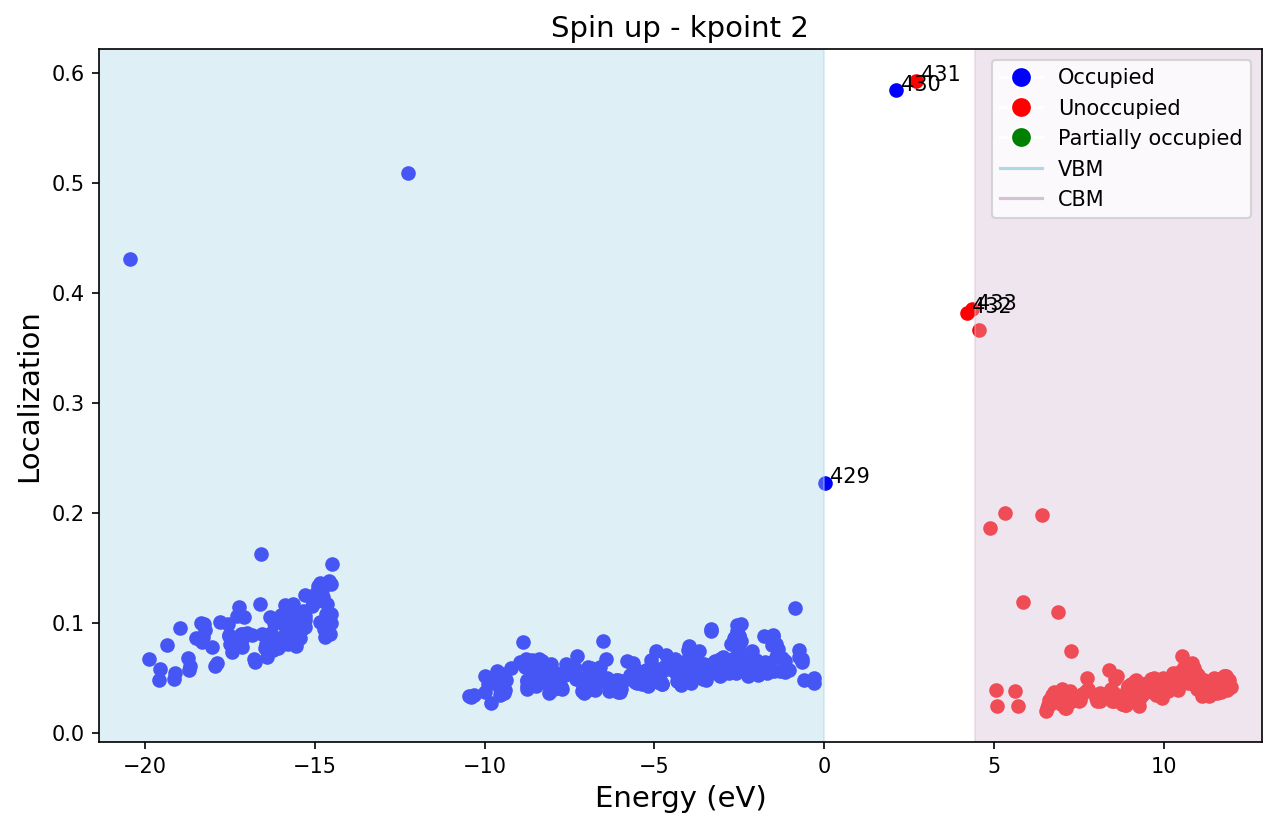 Spin up - kpoint 2
Localization
0.6
0.5
0.4
0.3
0.2
0.1
0.0
431
430
433
432
429
Occupied
Unoccupied
Partially occupied
VBM
CBM
−20
−15
−10
−5
0
5
10
Energy (eV)